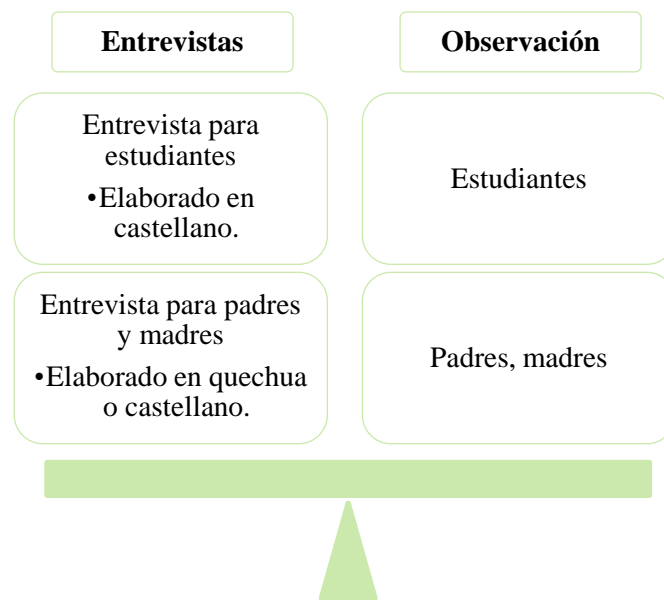 Entrevistas
Entrevista para
estudiantes
•Elaborado en
castellano.
Entrevista para padres
y madres
•Elaborado en quechua
o castellano.
Observación
Estudiantes
Padres, madres